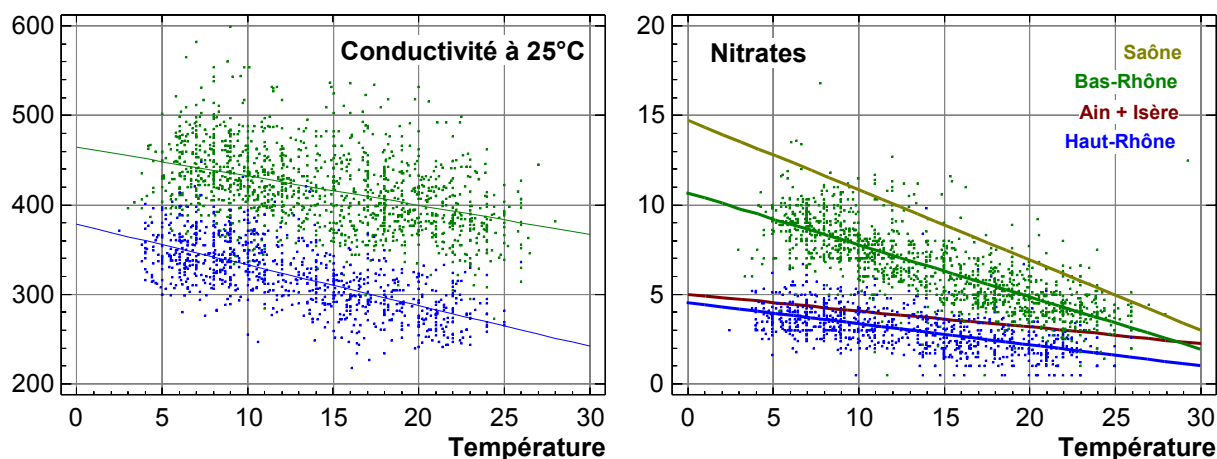 600
500
400
300
200
Conductivité à 25°C
0 5 10 15 20 25 30
Température
20
15
10
5
0
Nitrates
Saône
Bas-Rhône
Ain + Isère
Haut-Rhône
0 5 10 15 20 25 30
Température